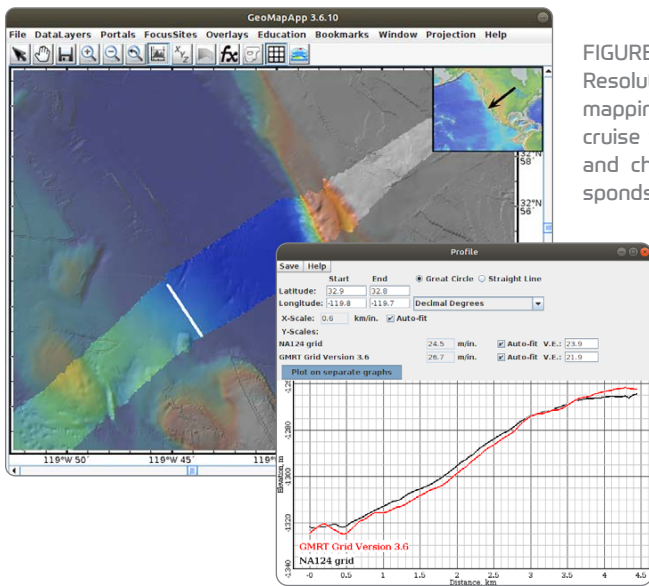 GeoMapApp 3.6.10
File DataLayers Portals FocusSites Overlays Education Bookmarks Window Projection Help
FIGURE
Resolut
mappin
cruise
and ch
sponds
32°N
58'
32°N
56'
119°W 50'
119°W 45'
119°
Profile
Save Help
Start End Great Circle Straight Line
Latitude: 32.9 32.8
Longitude: -119.8 -119.7 Decimal Degrees
X-Scale: 0.6 km/in. Auto-fit
Y-Scales:
NA124 grid 24.5 m/in. Auto-fit V.E.: 23.9
GMRT Grid Version 3.6 26.7 m/in. Auto-fit V.E.: 21.9
Plot on separate graphs
Elevation, m
-1280
-1300
-1320
-1340
GMRT Grid Version 3.6
NA124 grid
-0 0.5 1 1.5 2 2.5 3 3.5 4 4.5
Distance, km